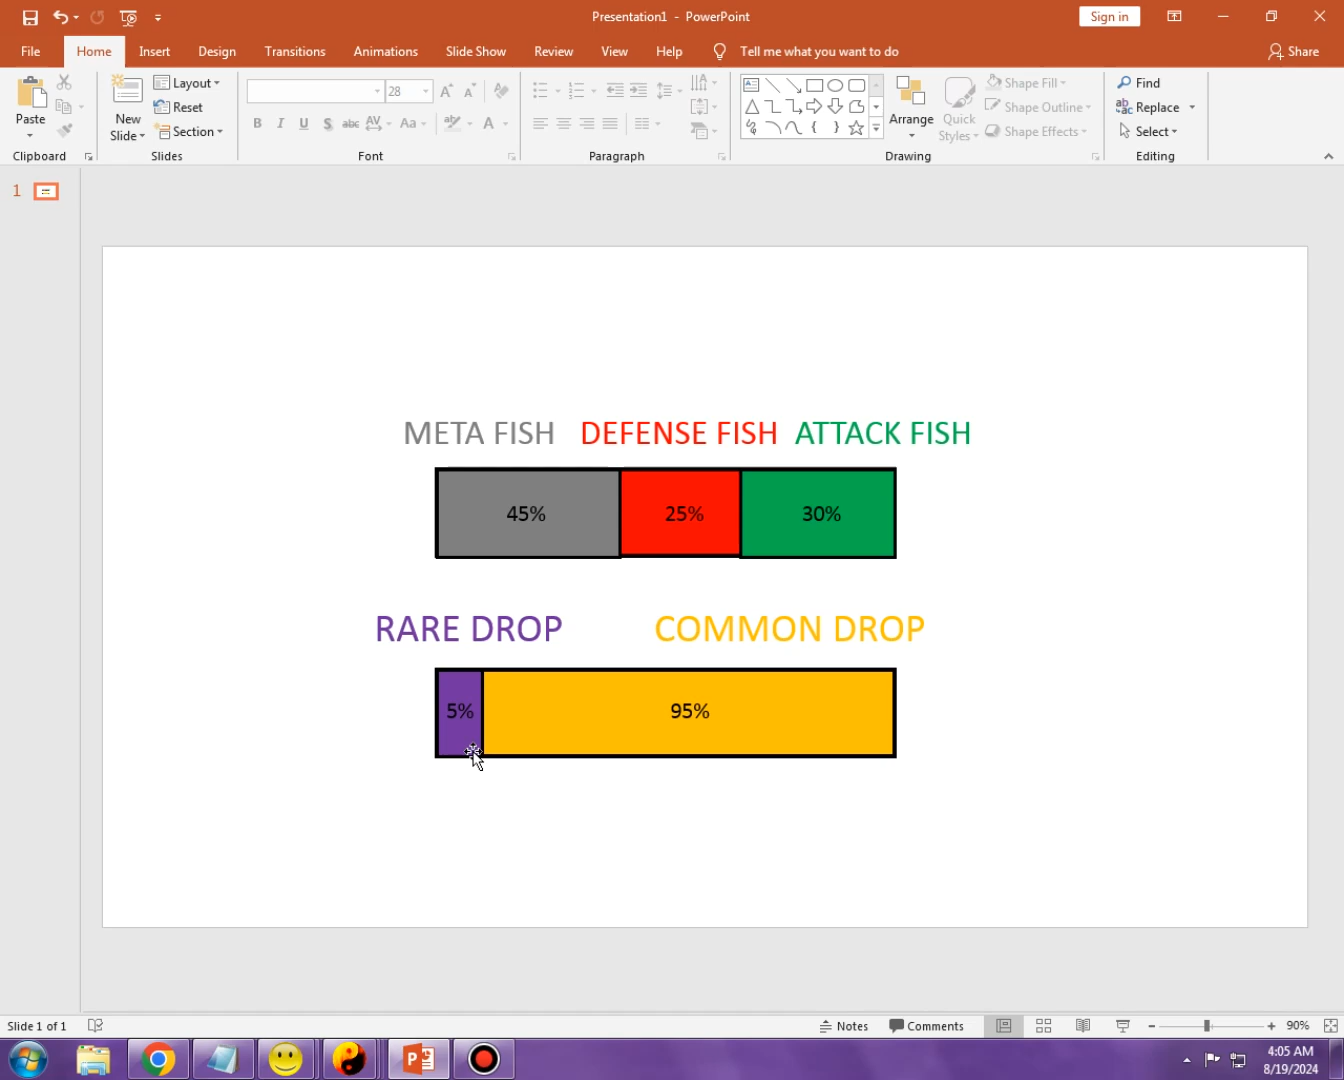 Presentation1 - PowerPoint
Sign in
File Home Insert Design Transitions Animations Slide Show Review View Help Tell me what you want to do Share
Paste
New Slide
Layout
Reset
Section
28
B I U S abc AV Aa A
Arrange
Quick Styles
Shape Fill
Shape Outline
Shape Effects
Find
Replace
Select
Clipboard Slides Font Paragraph Drawing Editing
1
META FISH DEFENSE FISH ATTACK FISH
45% 25% 30%
RARE DROP COMMON DROP
5% 95%
Slide 1 of 1 Notes Comments 90%
4:05 AM
8/19/2024